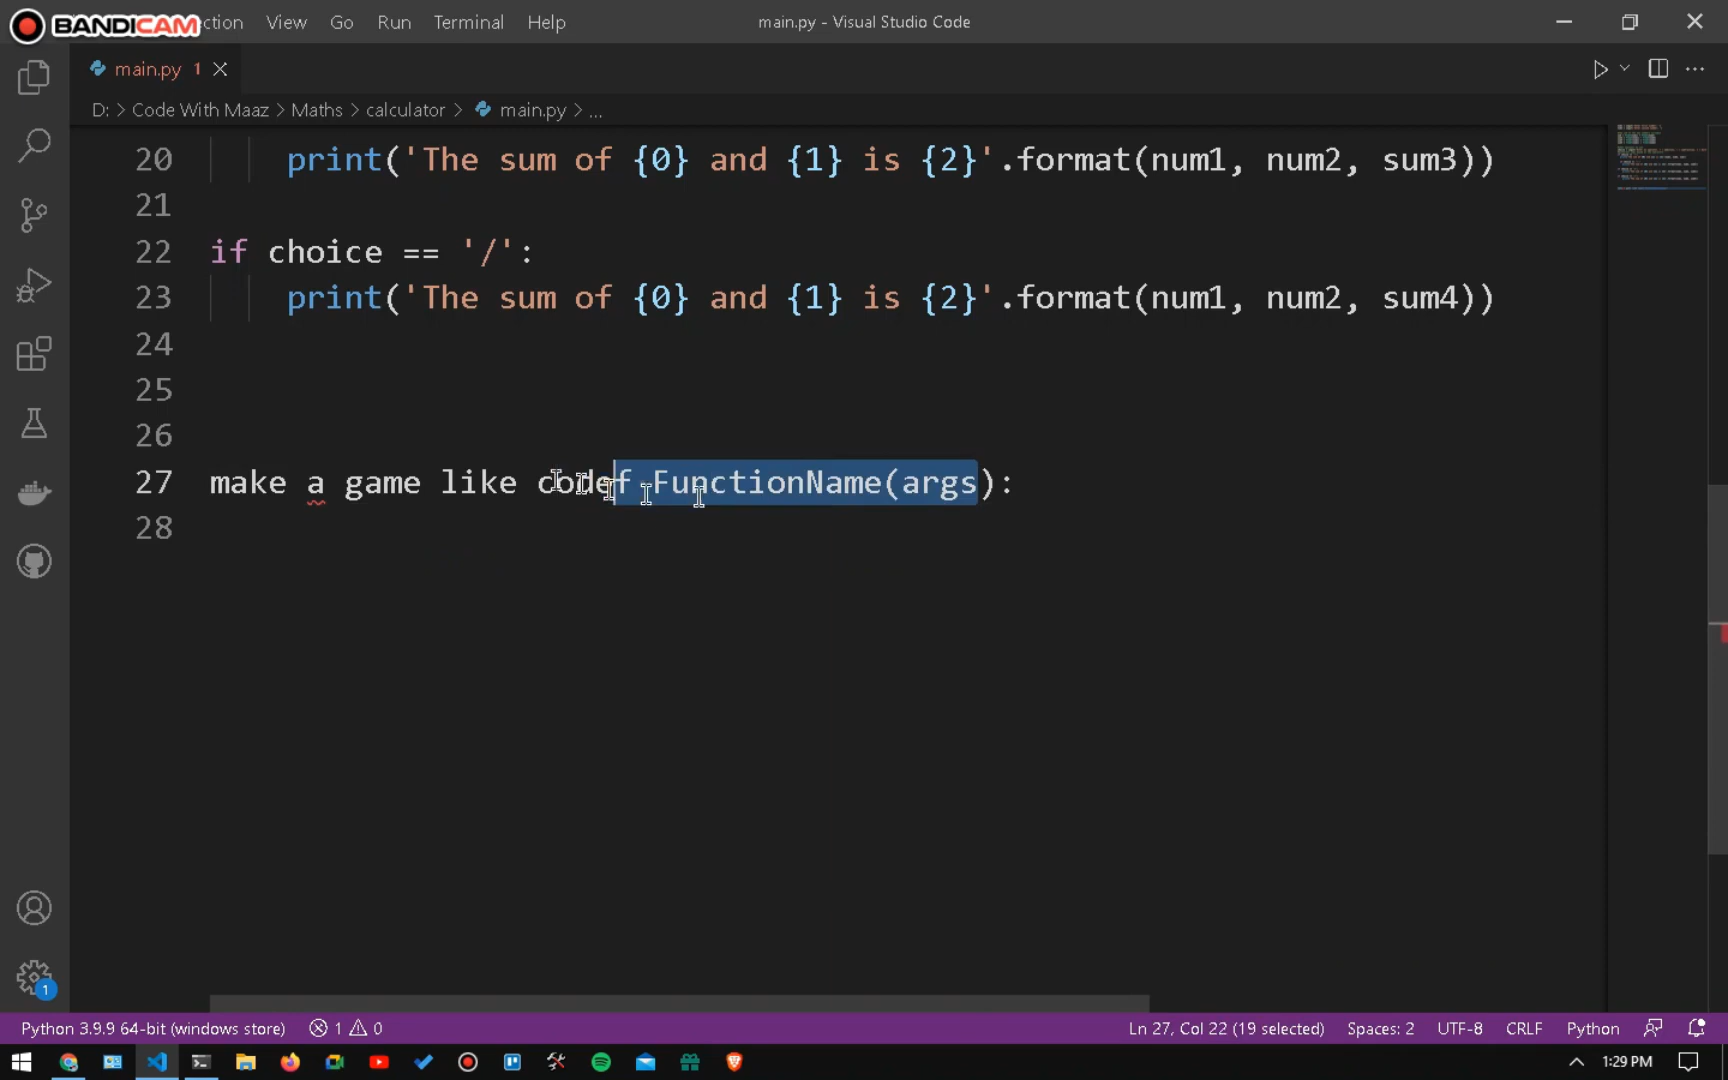 BANDICAM ction View Go Run Terminal Help main.py - Visual Studio Code
main.py 1
D: > Code With Maaz > Maths > calculator > main.py > ...
20 print('The sum of {0} and {1} is {2}'.format(num1, num2, sum3))
21
22 if choice == '/':
23 print('The sum of {0} and {1} is {2}'.format(num1, num2, sum4))
24
25
26
27 make a game like codef FunctionName(args):
28
1
Python 3.9.9 64-bit (windows store) 1 0 Ln 27, Col 22 (19 selected) Spaces: 2 UTF-8 CRLF Python
1:29 PM